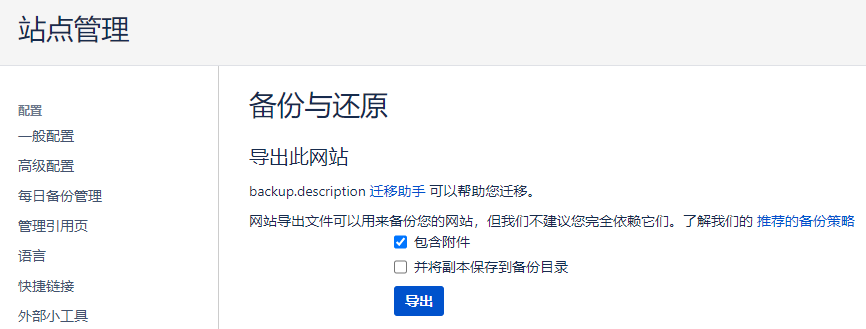 站点管理
配置
一般配置
高级配置
每日备份管理
管理引用页
语言
快捷链接
外部小工具
备份与还原
导出此网站
backup.description 迁移助手 可以帮助您迁移。
网站导出文件可以用来备份您的网站，但我们不建议您完全依赖它们。了解我们的 推荐的备份策略
包含附件
并将副本保存到备份目录
导出